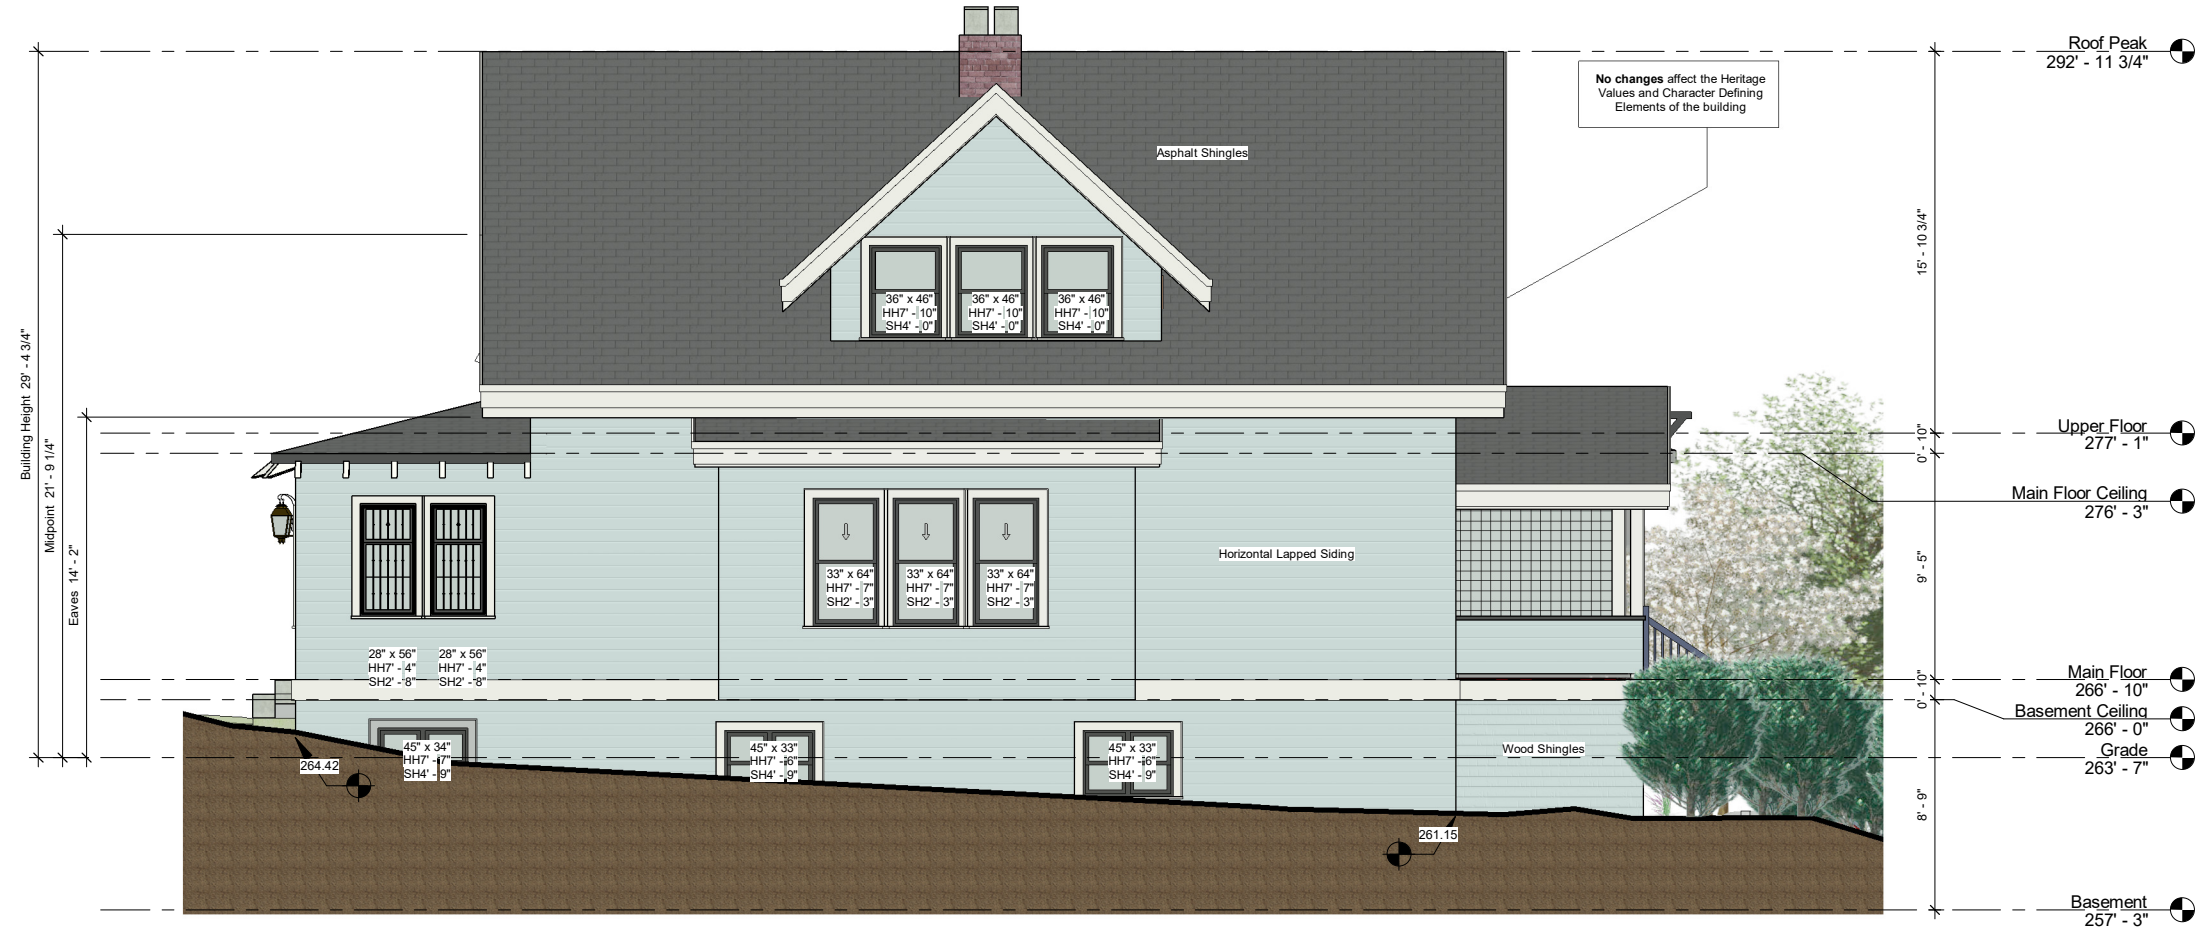 Roof Peak
292' - 11 3/4"
No changes affect the Heritage
Values and Character Defining
Elements of the building
Asphalt Shingles
15' - 10 3/4"
36" x 46"
HH7' - 10"
SH4' - 0"
36" x 46"
HH7' - 10"
SH4' - 0"
36" x 46"
HH7' - 10"
SH4' - 0"
Building Height 29' - 4 3/4"
Midpoint 21' - 9 1/4"
Eaves 14' - 2"
Upper Floor
277' - 1"
0' - 10"
Main Floor Ceiling
276' - 3"
Horizontal Lapped Siding
9' - 5"
33" x 64"
HH7' - 7"
SH2' - 3"
33" x 64"
HH7' - 7"
SH2' - 3"
33" x 64"
HH7' - 7"
SH2' - 3"
28" x 56"
HH7' - 4"
SH2' - 8"
28" x 56"
HH7' - 4"
SH2' - 8"
Main Floor
266' - 10"
0' - 10"
Basement Ceiling
266' - 0"
Grade
263' - 7"
45" x 34"
HH7' - 7"
SH4' - 9"
45" x 33"
HH7' - 6"
SH4' - 9"
45" x 33"
HH7' - 6"
SH4' - 9"
Wood Shingles
264.42
8' - 9"
261.15
Basement
257' - 3"